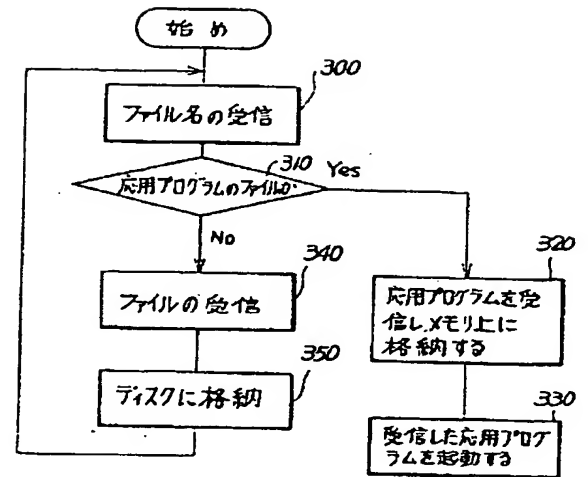 始め
300
ファイル名の受信
310
応用プログラムのファイルか
Yes
No
340
ファイルの受信
350
ディスクに格納
320
応用プログラムを受
信し、メモリ上に
格納する
330
受信した応用プログ
ラムを起動する